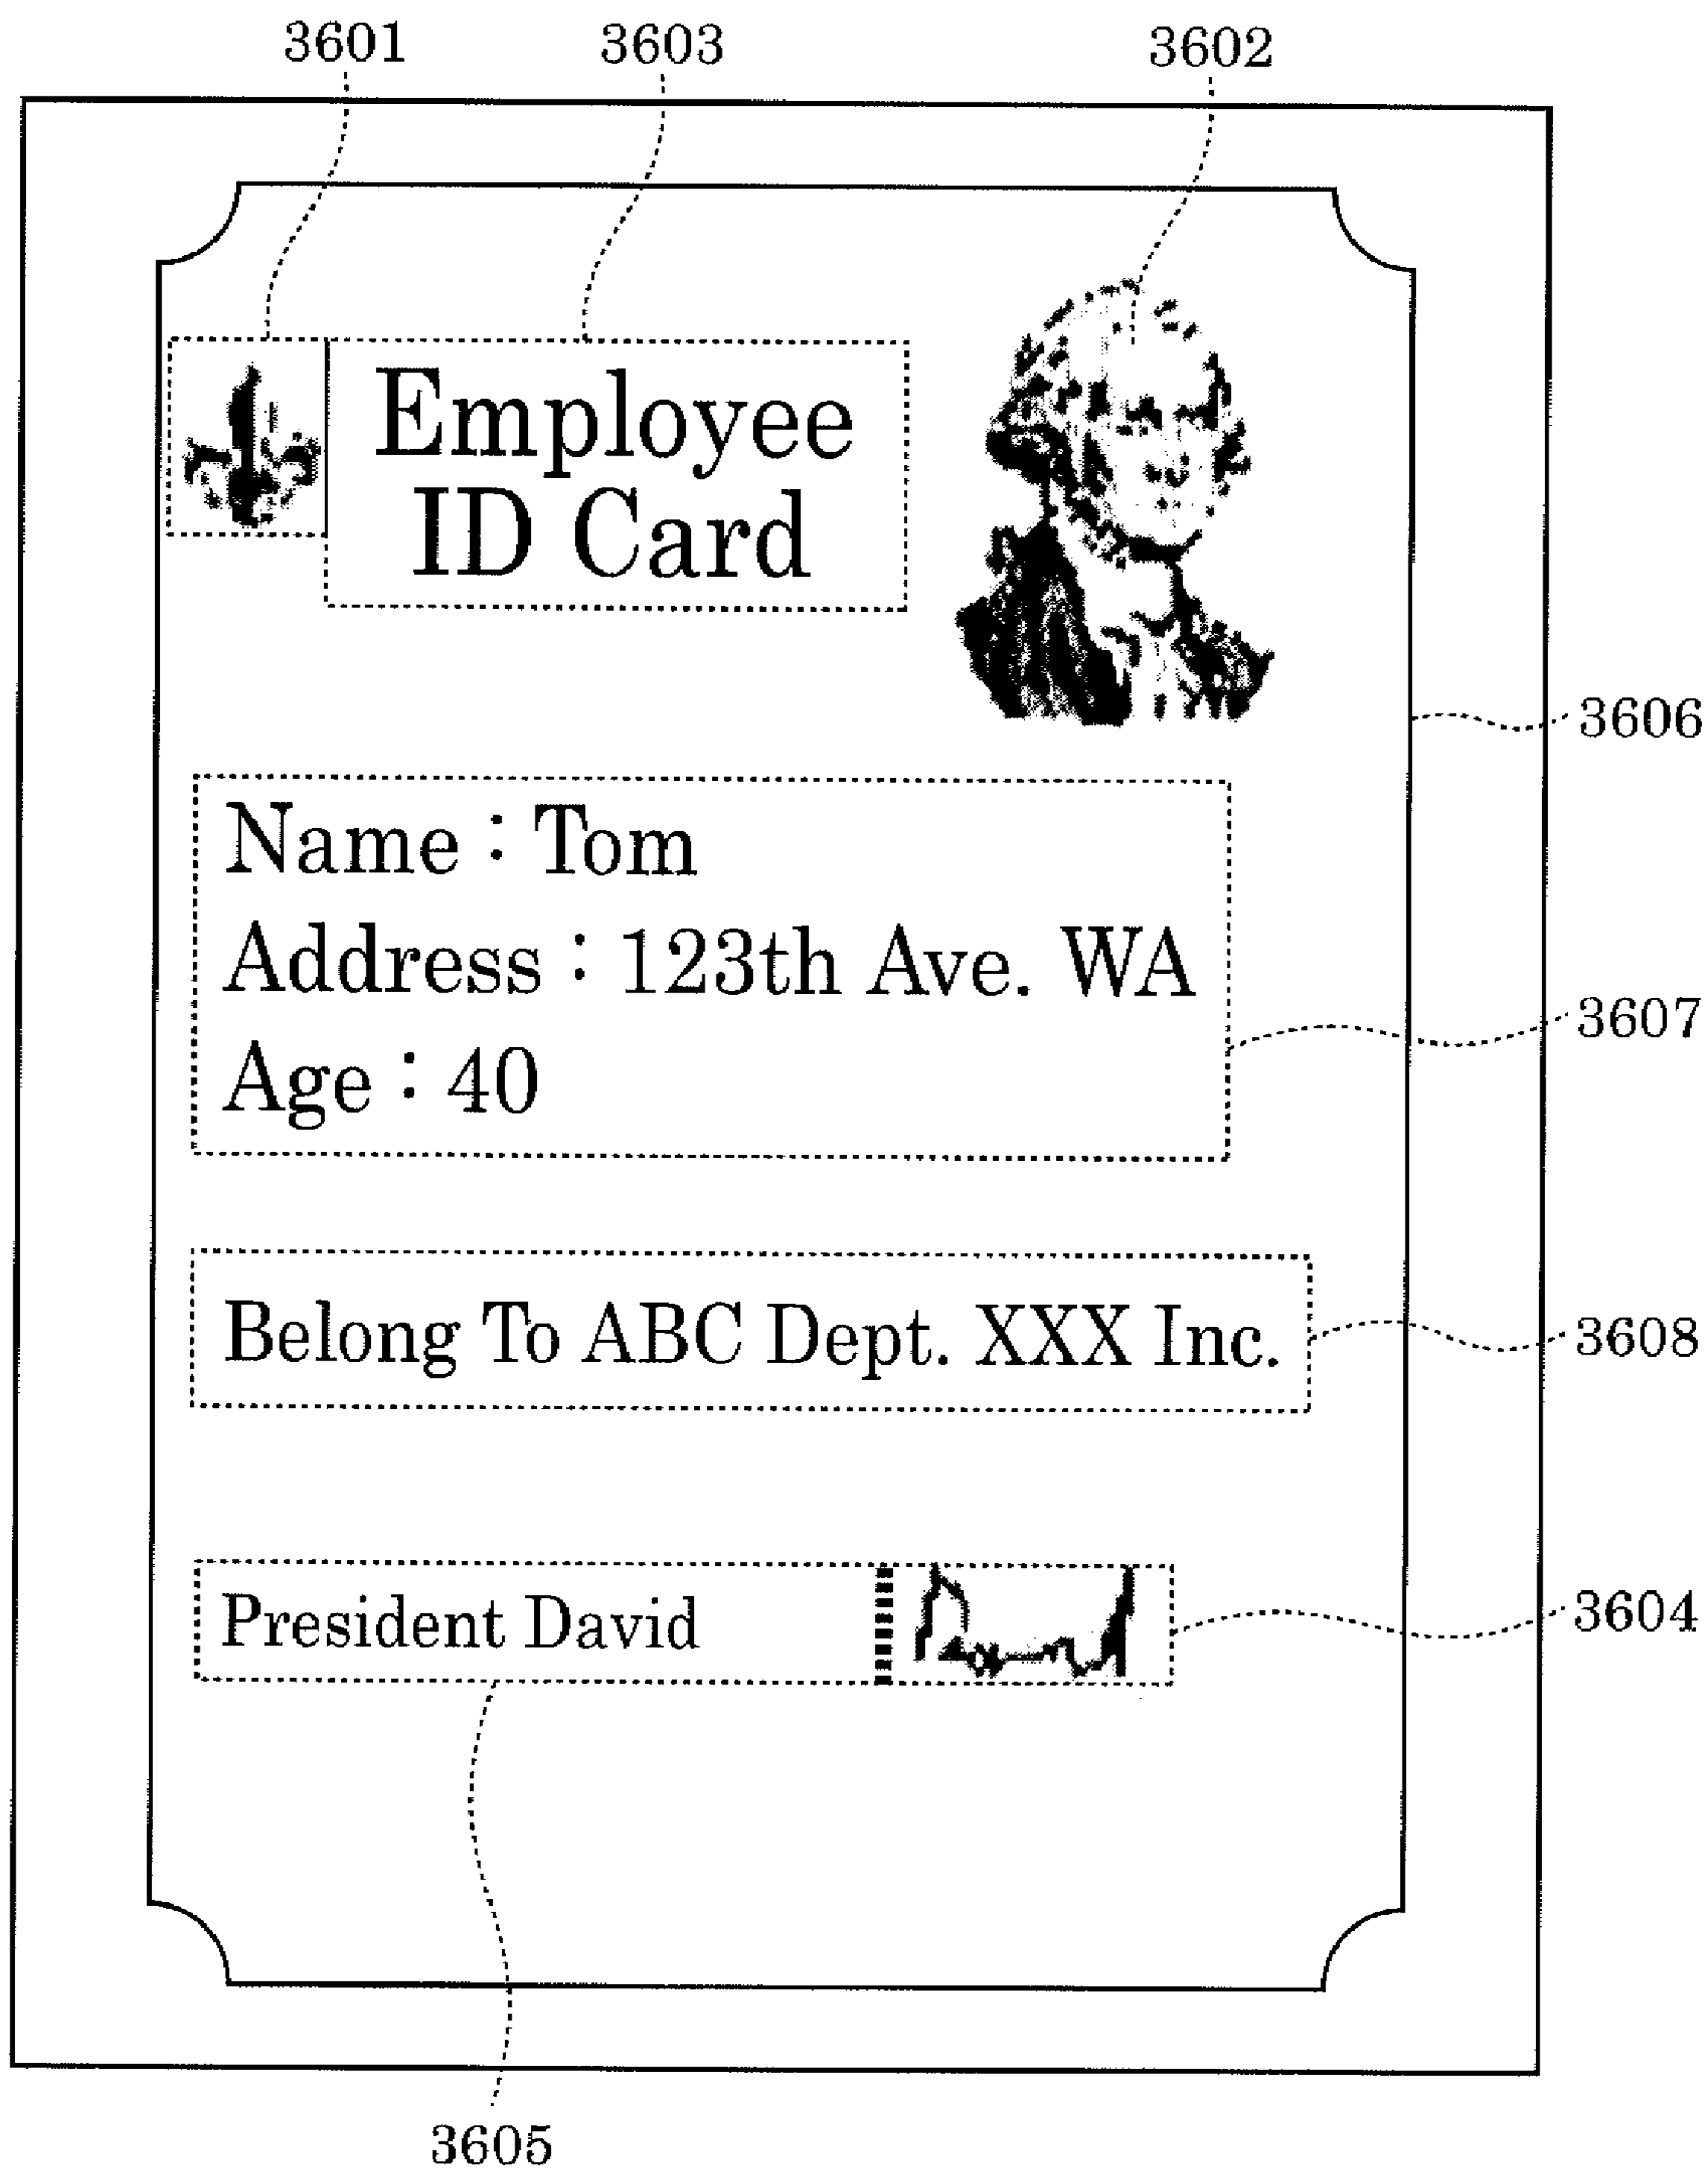 3601 3603 3602
Employee
ID Card
3606
Name : Tom
Address : 123th Ave. WA
3607
Age : 40
Belong To ABC Dept. XXX Inc.
3608
President David
3604
3605